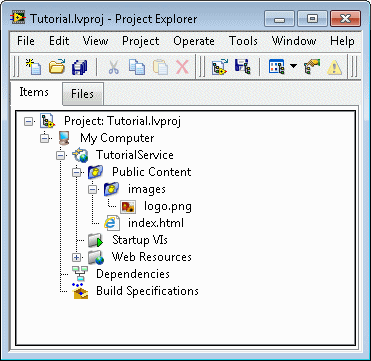 Tutorial.lvproj - Project Explorer
File Edit View Project Operate Tools Window Help
Items Files
Project: Tutorial.lvproj
My Computer
TutorialService
Public Content
images
logo.png
index.html
Startup VIs
Web Resources
Dependencies
Build Specifications